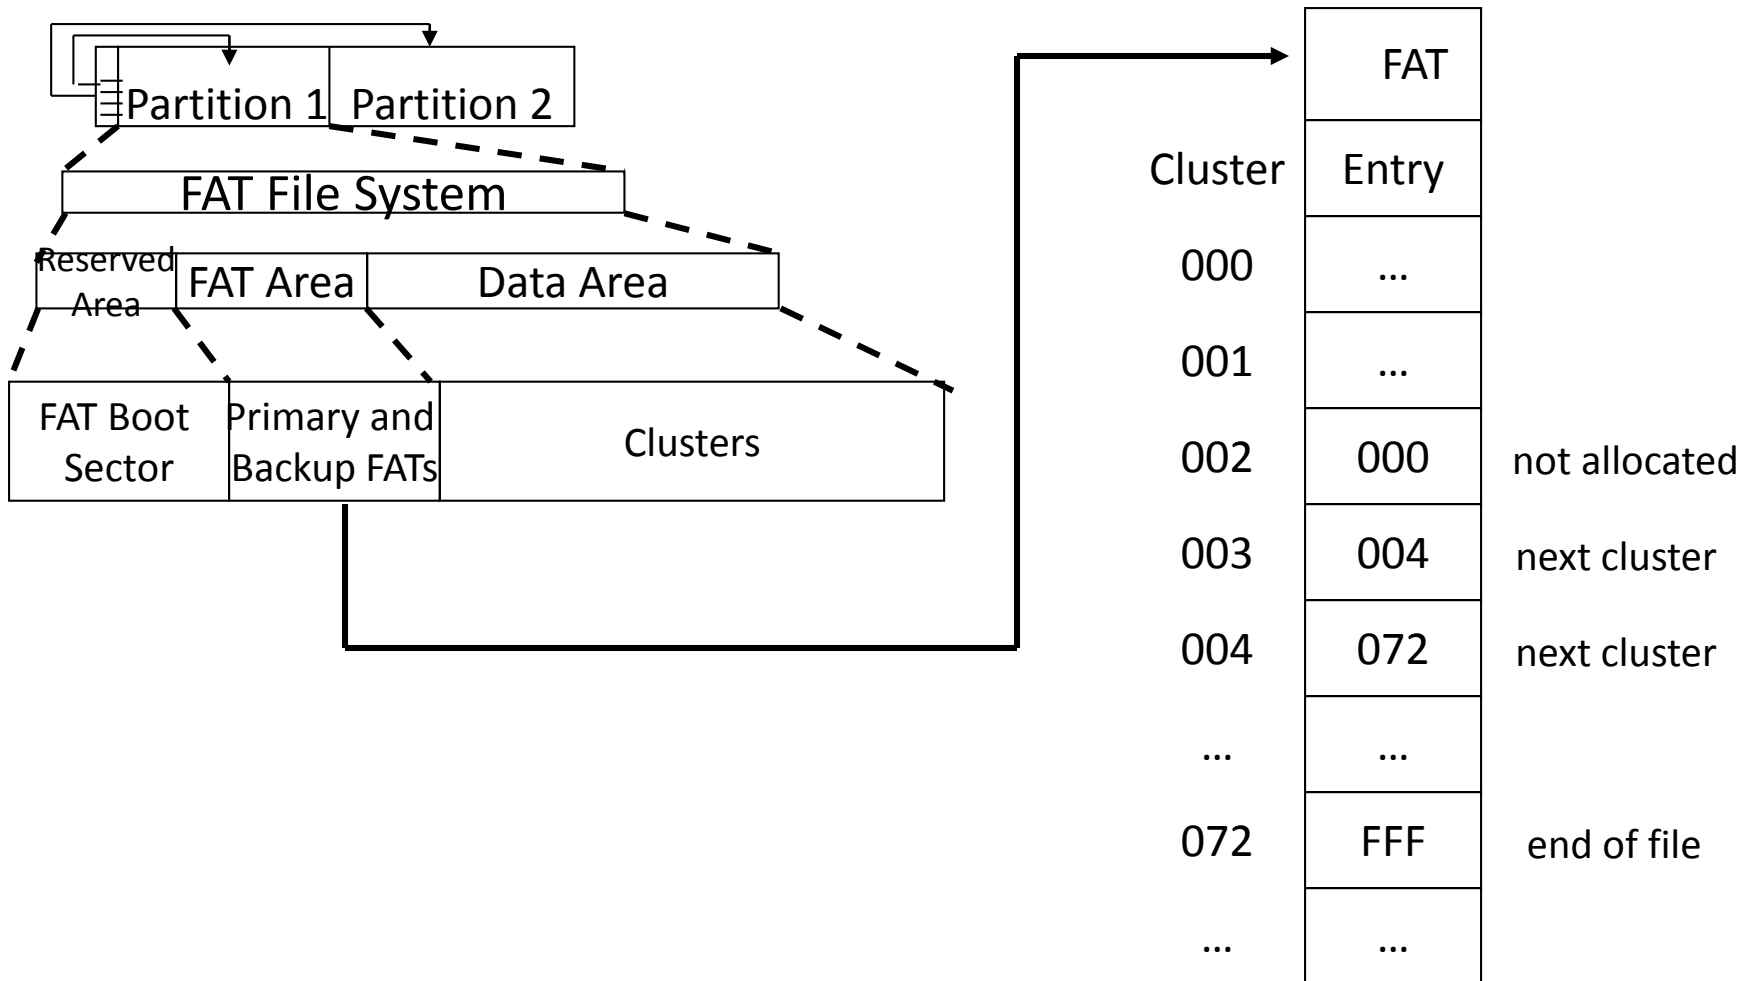 Partition 1 Partition 2
FAT File System
Reserved
Area
FAT Area
Data Area
FAT Boot
Sector
Primary and
Backup FATs
Clusters
FAT
Cluster Entry
000 ...
001 ...
002 000 not allocated
003 004 next cluster
004 072 next cluster
... ...
072 FFF end of file
... ...